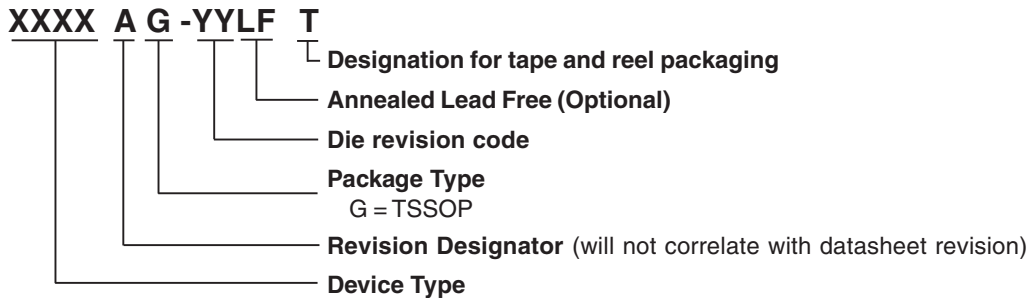 XXXX A G -YYLF T
Designation for tape and reel packaging
Annealed Lead Free (Optional)
Die revision code
Package Type
G = TSSOP
Revision Designator (will not correlate with datasheet revision)
Device Type